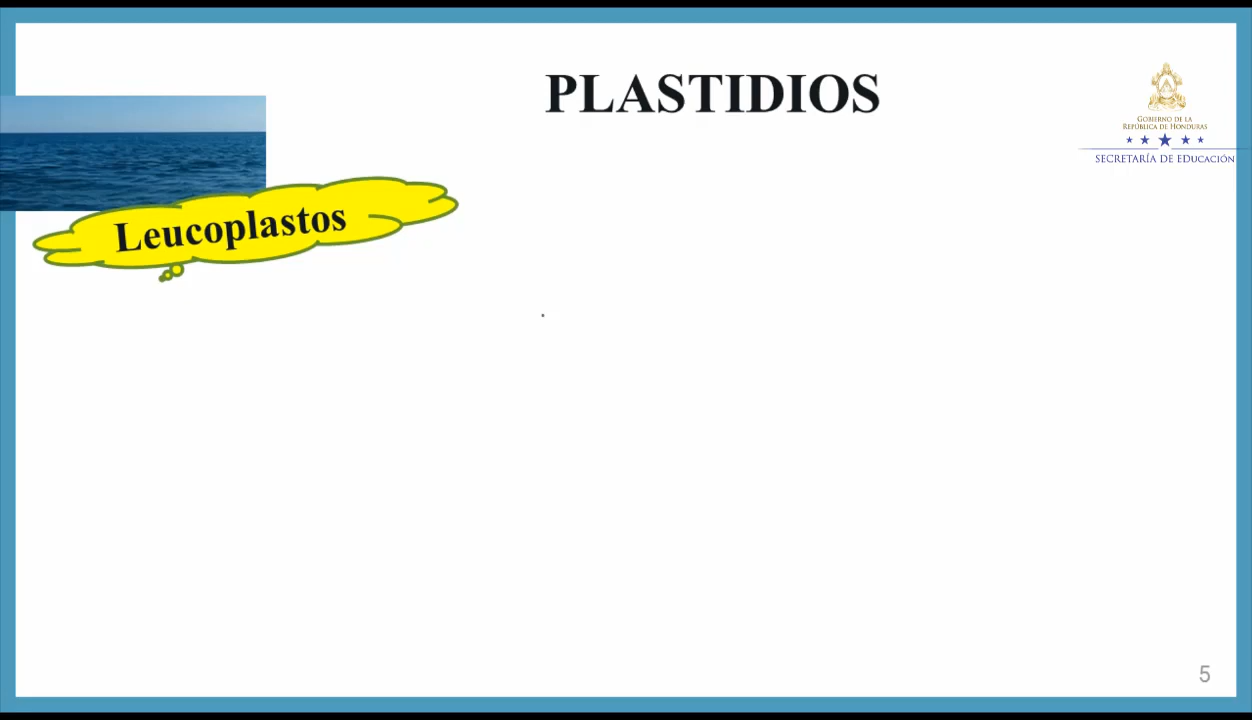 PLASTIDIOS
GOBIERNO DE LA
REPÚBLICA DE HONDURAS
SECRETARÍA DE EDUCACIÓN
Leucoplastos
.
5